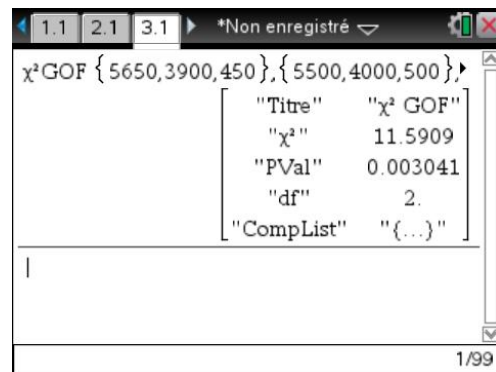 1.1 2.1 3.1 *Non enregistré
χ²GOF {5650,3900,450},{5500,4000,500},
"Titre" "χ² GOF"
"χ²" 11.5909
"PVal" 0.003041
"df" 2.
"CompList" "{...}"
1/99